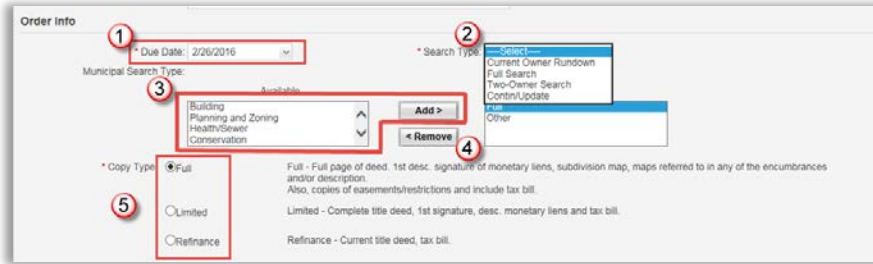 Order Info
1
* Due Date: 2/26/2016
2
* Search Type:
----Select----
Current Owner Rundown
Full Search
Two-Owner Search
Contin/Update
Municipal Search Type:
3
Available
Building
Planning and Zoning
Health/Sewer
Conservation
Add >
< Remove
Full
Other
4
* Copy Type
Full
Full - Full page of deed. 1st desc. signature of monetary liens, subdivision map, maps referred to in any of the encumbrances
and/or description.
Also, copies of easements/restrictions and include tax bill.
5
Limited
Limited - Complete title deed, 1st signature, desc. monetary liens and tax bill.
Refinance
Refinance - Current title deed, tax bill.